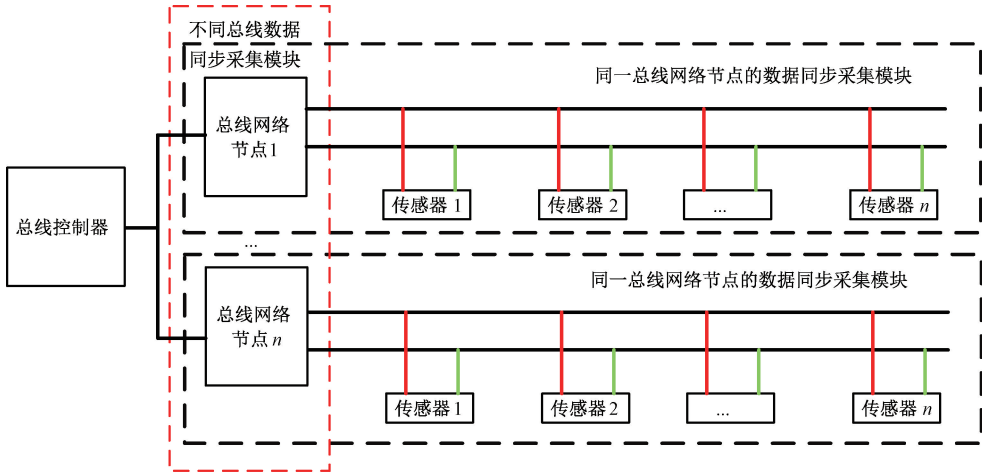 不同总线数据
同步采集模块
同一总线网络节点的数据同步采集模块
总线网络
节点1
传感器 1
传感器 2
...
传感器 n
总线控制器
...
同一总线网络节点的数据同步采集模块
总线网络
节点n
传感器1
传感器2
...
传感器 n